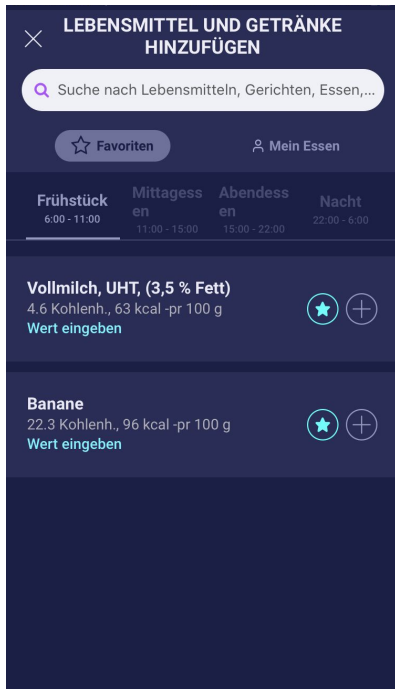 LEBENSMITTEL UND GETRÄNKE
HINZUFÜGEN
Suche nach Lebensmitteln, Gerichten, Essen,...
Favoriten
Mein Essen
Frühstück
6:00 - 11:00
Mittagess
en
11:00 - 15:00
Abendess
en
15:00 - 22:00
Nacht
22:00 - 6:00
Vollmilch, UHT, (3,5 % Fett)
4.6 Kohlenh., 63 kcal -pr 100 g
Wert eingeben
Banane
22.3 Kohlenh., 96 kcal -pr 100 g
Wert eingeben